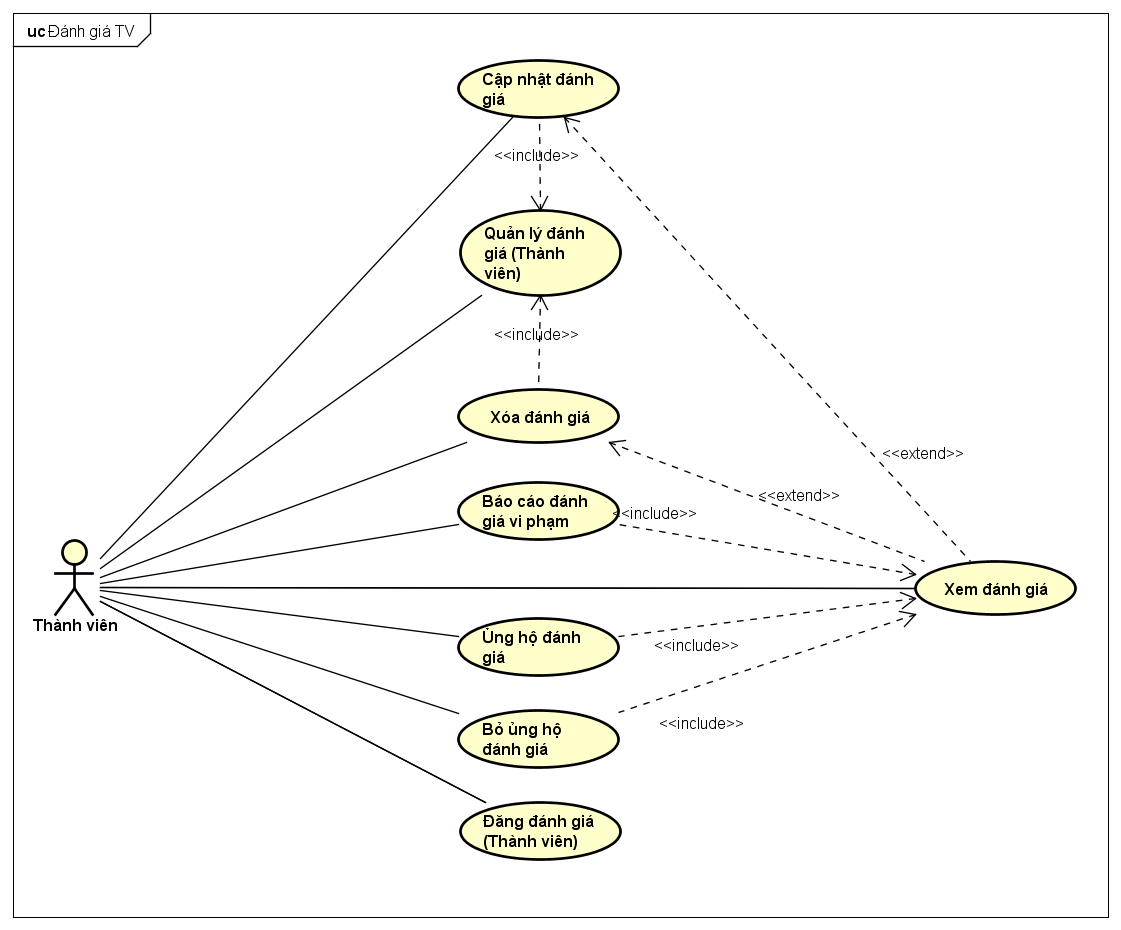 uc Đánh giá TV
Cập nhật đánh
giá
<<include>>
Quản lý đánh
giá (Thành
viên)
<<include>>
Xóa đánh giá
<<extend>>
<<extend>>
Báo cáo đánh
giá vi phạm
<<include>>
Xem đánh giá
Thành viên
Ủng hộ đánh
giá
<<include>>
Bỏ ủng hộ
đánh giá
<<include>>
Đăng đánh giá
(Thành viên)